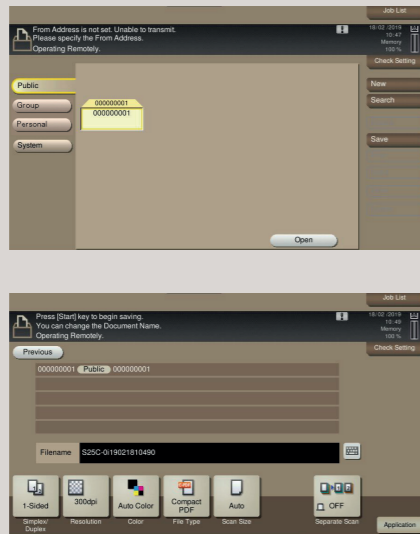 Job List
From Address is not set. Unable to transmit.
Please specify the From Address.
Operating Remotely.
18/02 /2019
10:47
Memory
100 %
Check Setting
Public
Group
Personal
System
000000001
000000001
New
Search
Save
Open
Job List
Press [Start] key to begin saving.
You can change the Document Name.
Operating Remotely.
18/02 /2019
10:49
Memory
100 %
Check Setting
Previous
000000001 Public 000000001
Filename S25C-0i19021810490
1-Sided
300dpi
Auto Color
Compact
PDF
Auto
OFF
Simplex/
Duplex
Resolution
Color
File Type
Scan Size
Separate Scan
Application